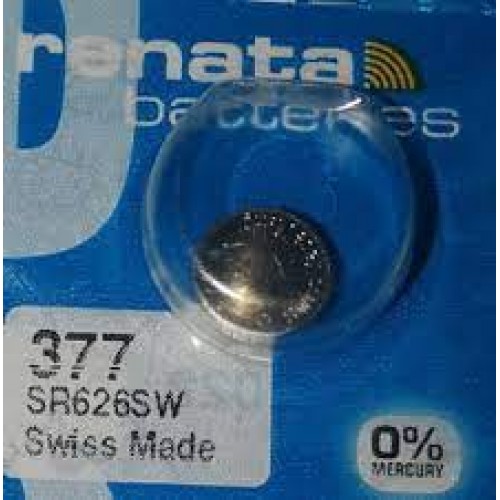 renata
batteries
377
SR626SW
Swiss Made
0%
MERCURY